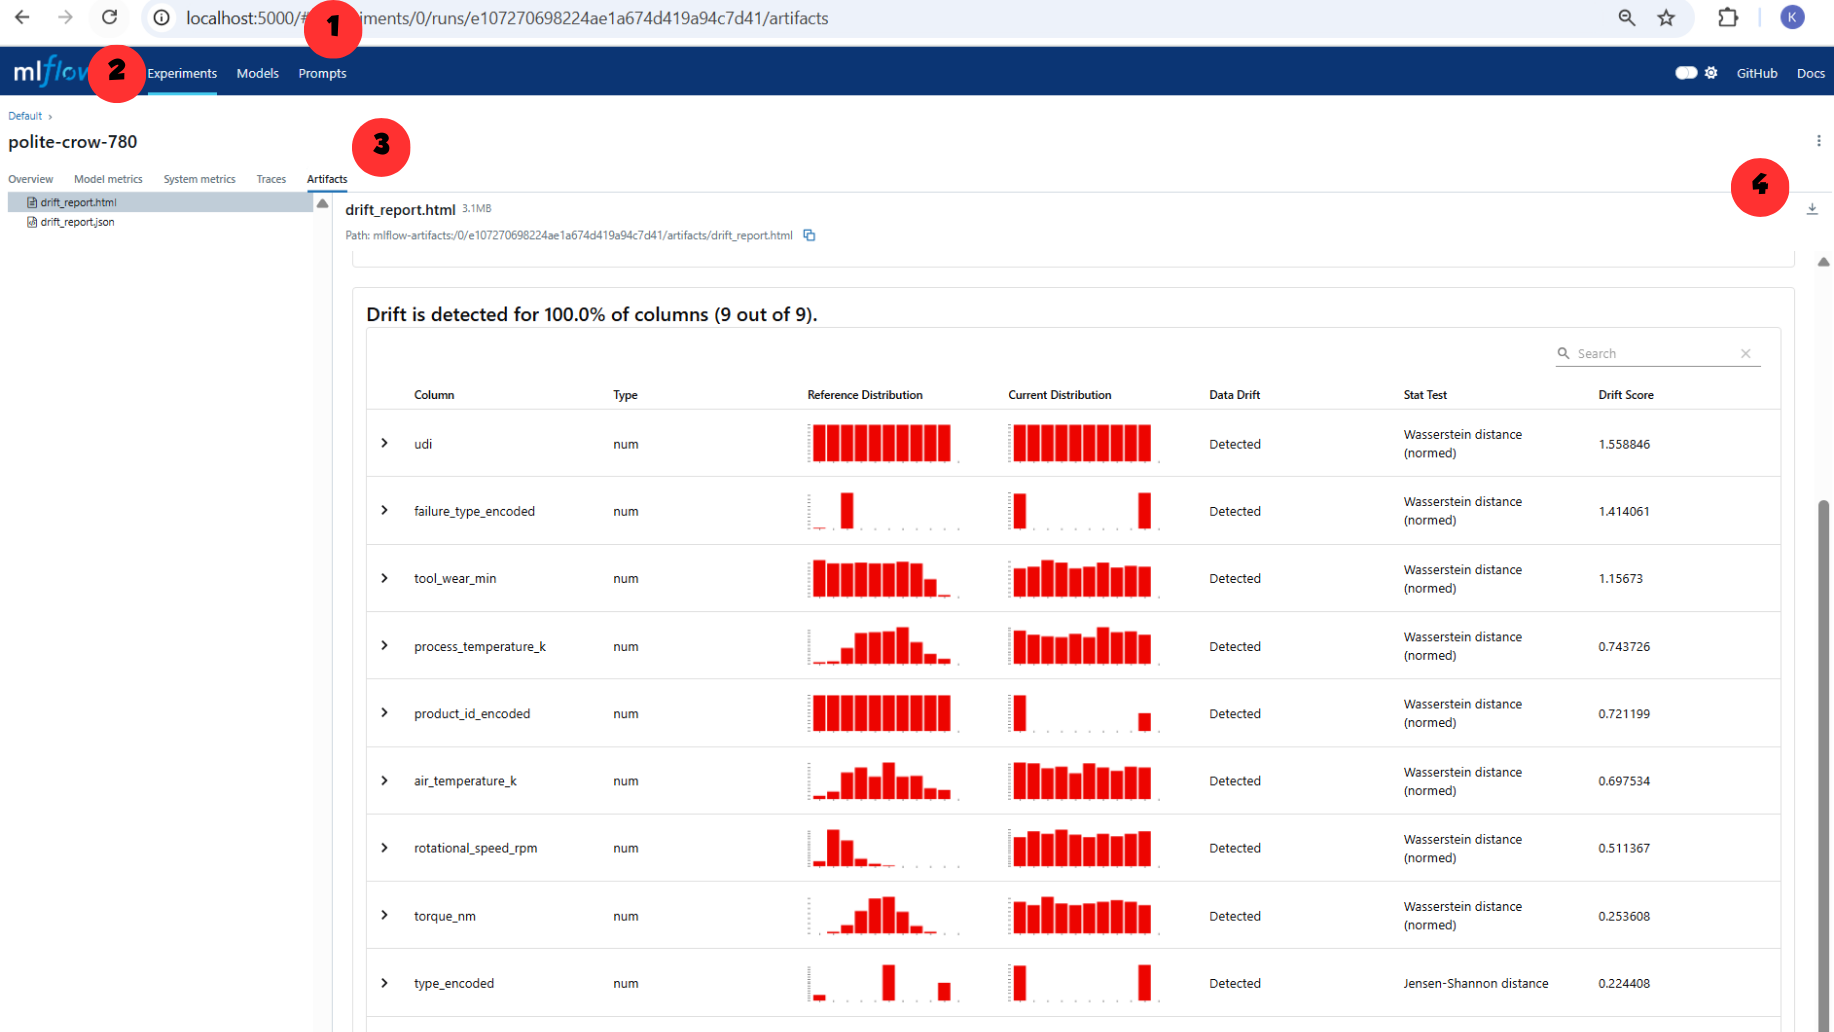 localhost:5000/# iments/0/runs/e107270698224ae1a674d419a94c7d41/artifacts
K
1
2
mlflow Experiments Models Prompts GitHub Docs
Default ›
polite-crow-780
3
4
Overview Model metrics System metrics Traces Artifacts
drift_report.html
drift_report.json
drift_report.html 3.1MB
Path: mlflow-artifacts:/0/e107270698224ae1a674d419a94c7d41/artifacts/drift_report.html
Drift is detected for 100.0% of columns (9 out of 9).
Search
Column Type Reference Distribution Current Distribution Data Drift Stat Test Drift Score
udi num Detected Wasserstein distance (normed) 1.558846
failure_type_encoded num Detected Wasserstein distance (normed) 1.414061
tool_wear_min num Detected Wasserstein distance (normed) 1.15673
process_temperature_k num Detected Wasserstein distance (normed) 0.743726
product_id_encoded num Detected Wasserstein distance (normed) 0.721199
air_temperature_k num Detected Wasserstein distance (normed) 0.697534
rotational_speed_rpm num Detected Wasserstein distance (normed) 0.511367
torque_nm num Detected Wasserstein distance (normed) 0.253608
type_encoded num Detected Jensen-Shannon distance 0.224408